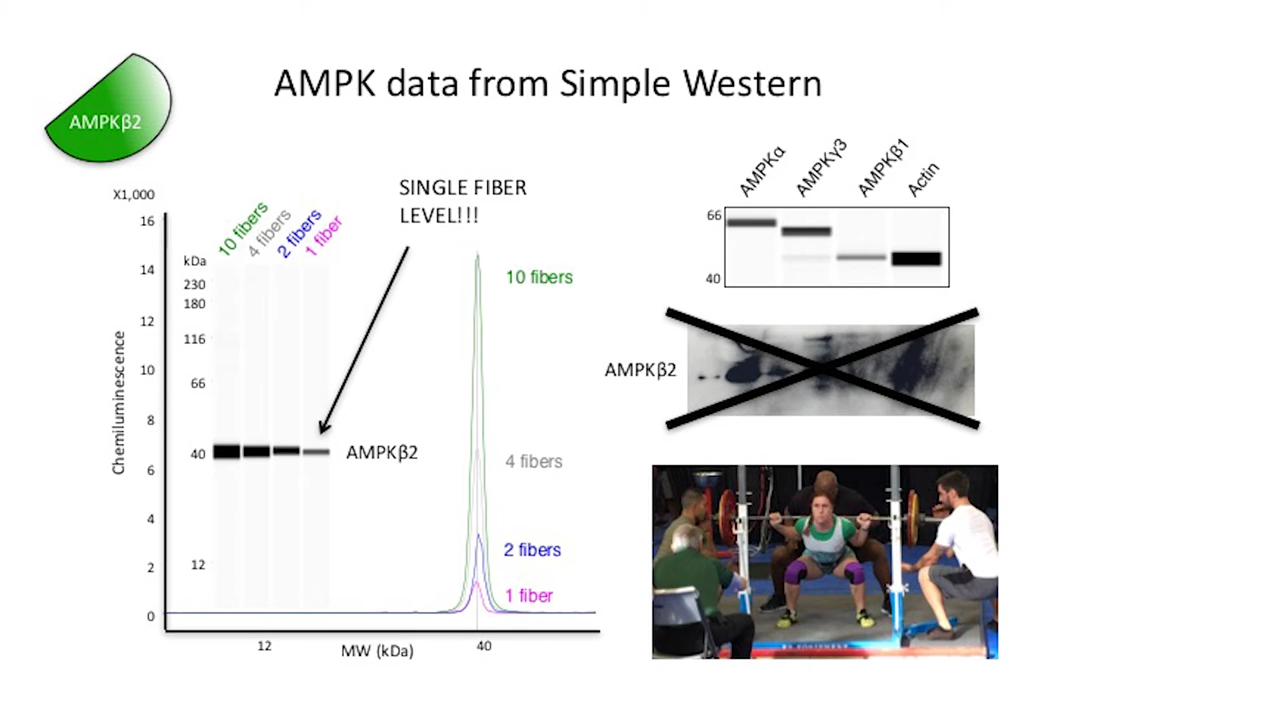 AMPK data from Simple Western
AMPKβ2
SINGLE FIBER
LEVEL!!!
X1,000
16
14
12
10
8
6
4
2
0
Chemiluminescence
10 fibers
4 fibers
2 fibers
1 fiber
kDa
230
180
116
66
40
12
AMPKβ2
10 fibers
4 fibers
2 fibers
1 fiber
12
MW (kDa)
40
AMPKα
AMPKγ3
AMPKβ1
Actin
66
40
AMPKβ2